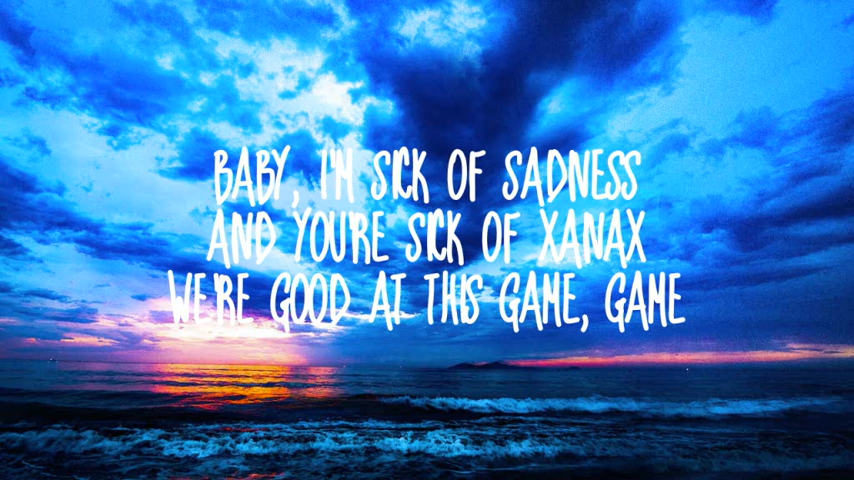 BABY, I'M SICK OF SADNESS
AND YOU'RE SICK OF XANAX
WE'RE GOOD AT THIS GAME, GAME